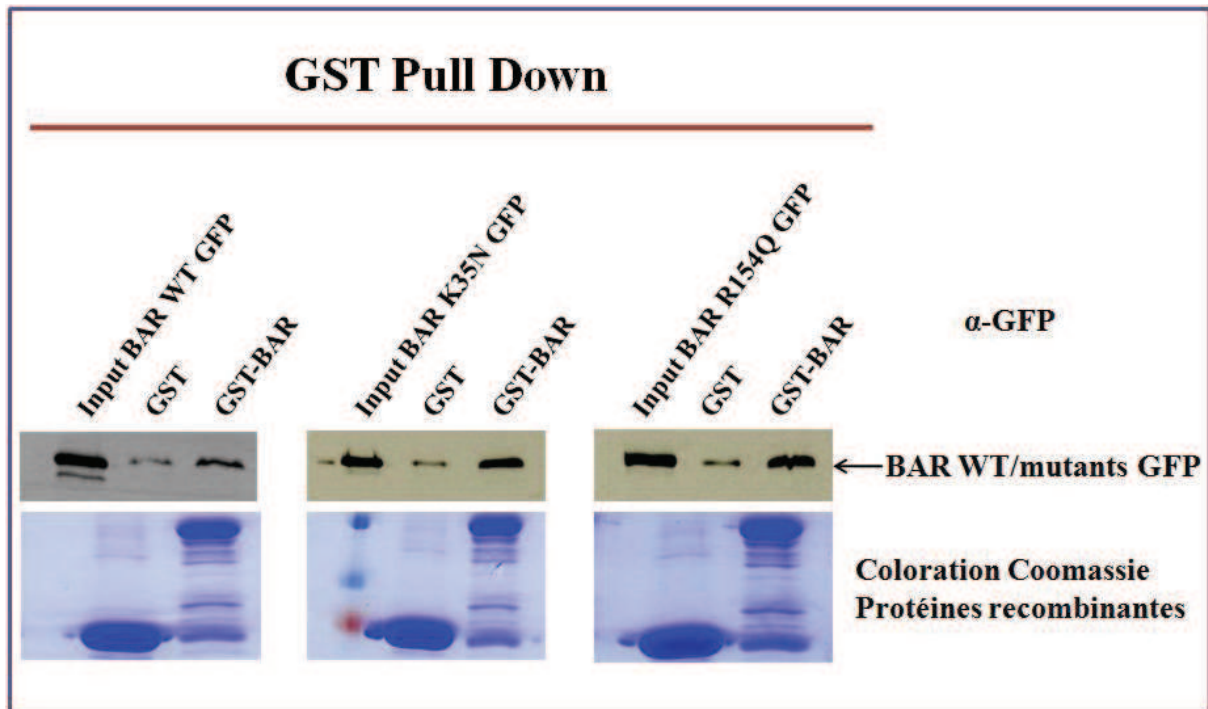 GST Pull Down
Input BAR WT GFP
GST
GST-BAR
Input BAR K35N GFP
GST
GST-BAR
Input BAR R154Q GFP
GST
GST-BAR
α-GFP
BAR WT/mutants GFP
Coloration Coomassie
Protéines recombinantes